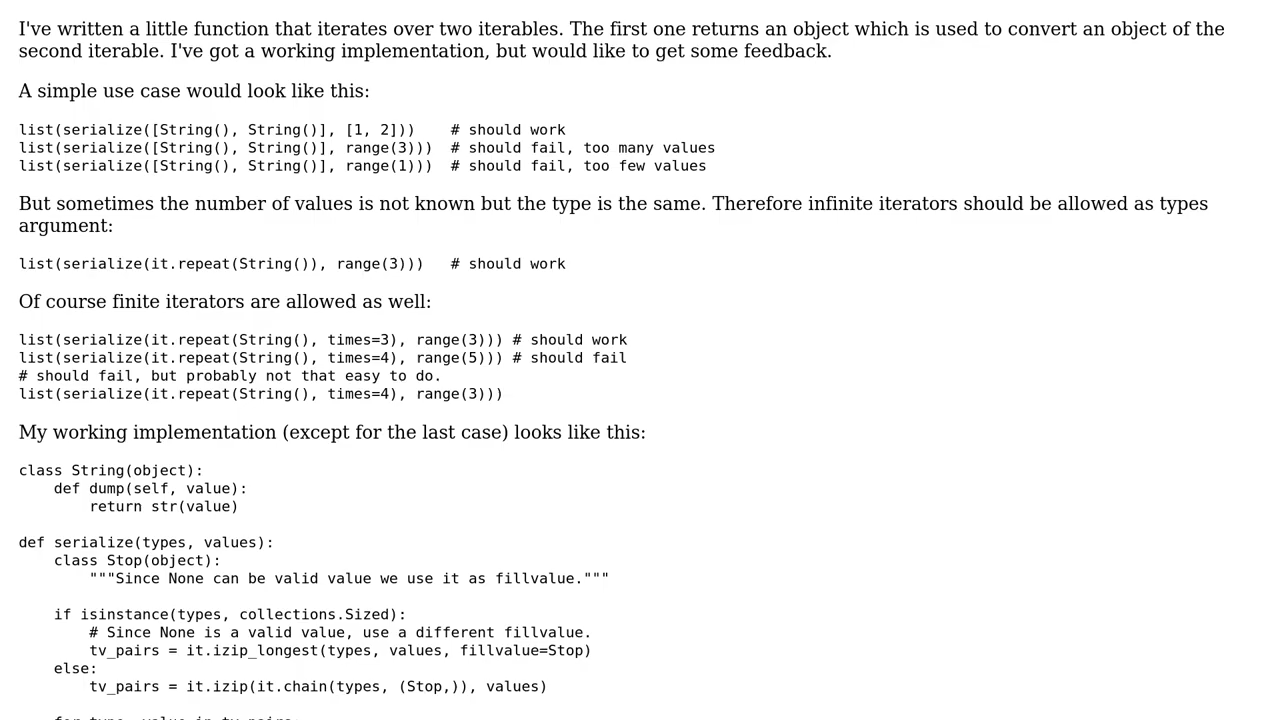 I've written a little function that iterates over two iterables. The first one returns an object which is used to convert an object of the
second iterable. I've got a working implementation, but would like to get some feedback.
A simple use case would look like this:
list(serialize([String(), String()], [1, 2]))    # should work
list(serialize([String(), String()], range(3)))  # should fail, too many values
list(serialize([String(), String()], range(1)))  # should fail, too few values
But sometimes the number of values is not known but the type is the same. Therefore infinite iterators should be allowed as types
argument:
list(serialize(it.repeat(String()), range(3)))   # should work
Of course finite iterators are allowed as well:
list(serialize(it.repeat(String(), times=3), range(3))) # should work
list(serialize(it.repeat(String(), times=4), range(5))) # should fail
# should fail, but probably not that easy to do.
list(serialize(it.repeat(String(), times=4), range(3)))
My working implementation (except for the last case) looks like this:
class String(object):
    def dump(self, value):
        return str(value)
def serialize(types, values):
    class Stop(object):
        """Since None can be valid value we use it as fillvalue."""
    if isinstance(types, collections.Sized):
        # Since None is a valid value, use a different fillvalue.
        tv_pairs = it.izip_longest(types, values, fillvalue=Stop)
    else:
        tv_pairs = it.izip(it.chain(types, (Stop,)), values)
    for type, value in tv_pairs: